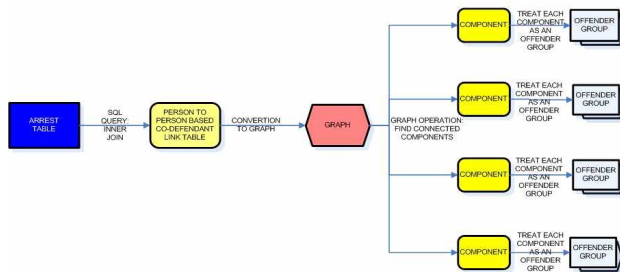 ARREST
TABLE
SQL
QUERY:
INNER
JOIN
PERSON TO
PERSON BASED
CO-DEFENDANT
LINK TABLE
CONVERTION
TO GRAPH
GRAPH
GRAPH OPERATION:
FIND CONNECTED
COMPONENTS
COMPONENT
TREAT EACH
COMPONENT
AS AN
OFFENDER
GROUP
OFFENDER
GROUP
COMPONENT
TREAT EACH
COMPONENT
AS AN
OFFENDER
GROUP
OFFENDER
GROUP
COMPONENT
TREAT EACH
COMPONENT
AS AN
OFFENDER
GROUP
OFFENDER
GROUP
COMPONENT
TREAT EACH
COMPONENT
AS AN
OFFENDER
GROUP
OFFENDER
GROUP